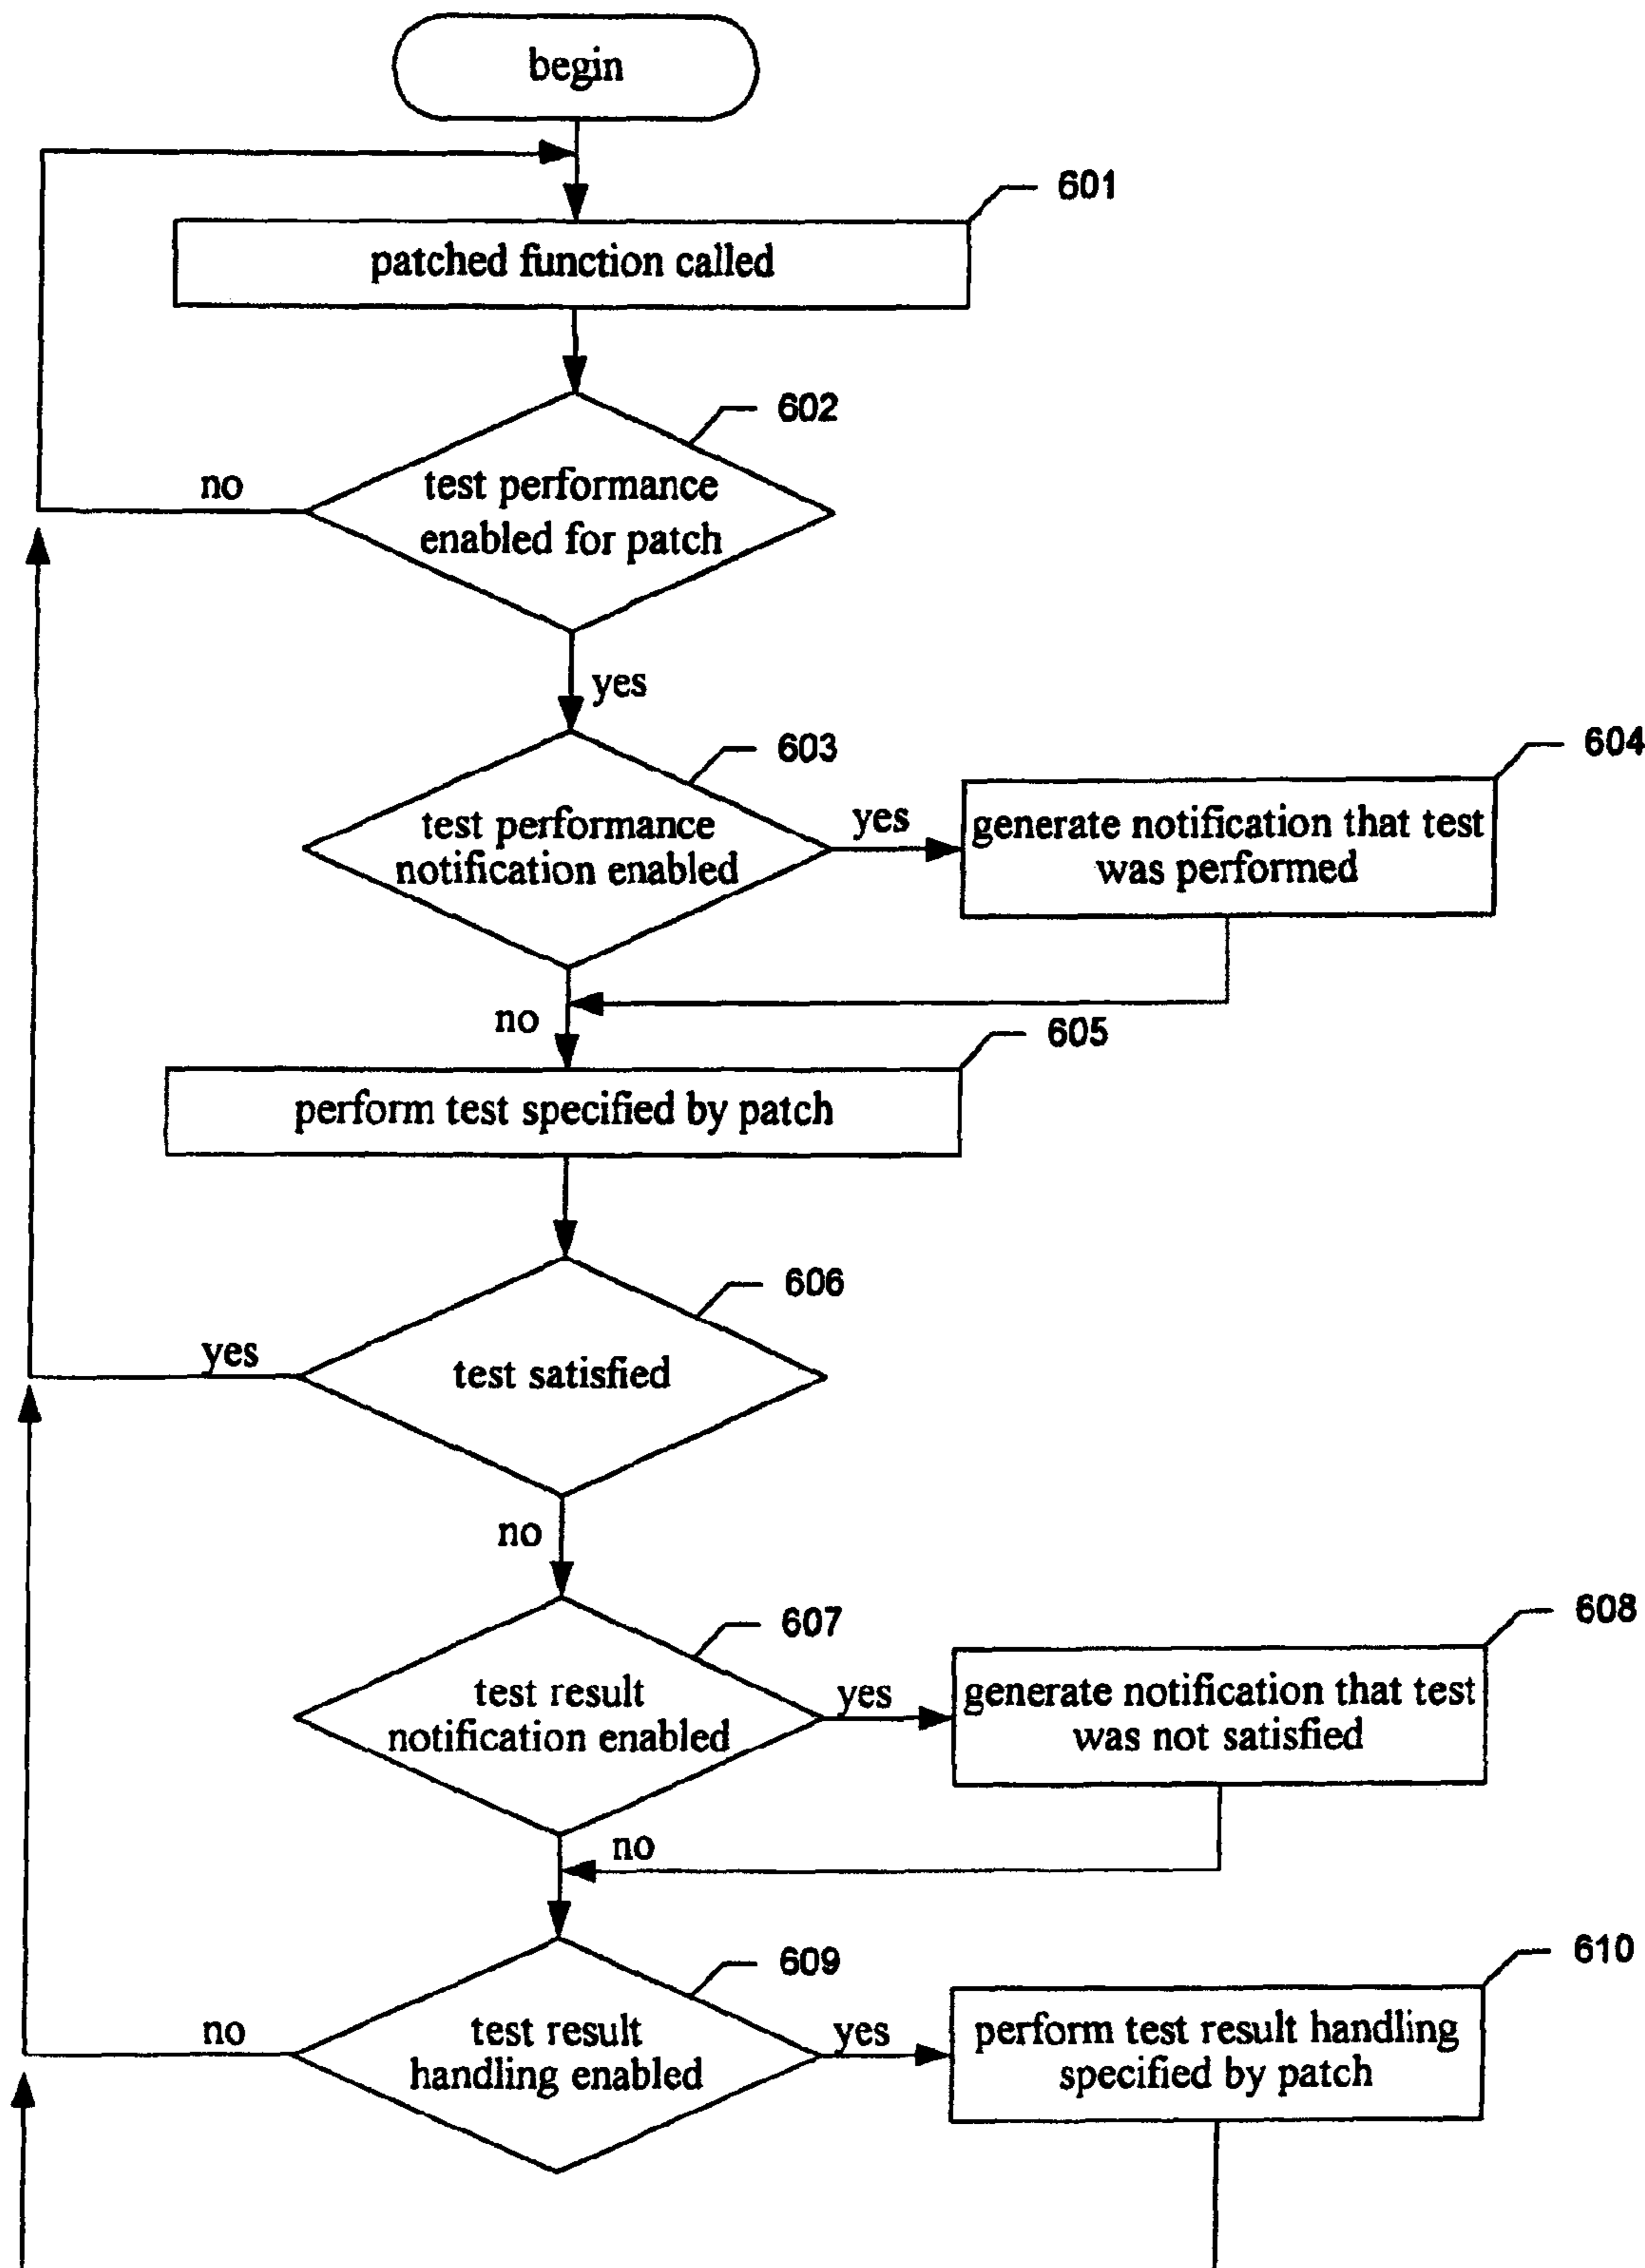 begin
601
patched function called
602
no
test performance
enabled for patch
yes
603
604
test performance
notification enabled
yes
generate notification that test
was performed
no
605
perform test specified by patch
606
yes
test satisfied
no
607
608
test result
notification enabled
yes
generate notification that test
was not satisfied
no
609
610
no
test result
handling enabled
yes
perform test result handling
specified by patch